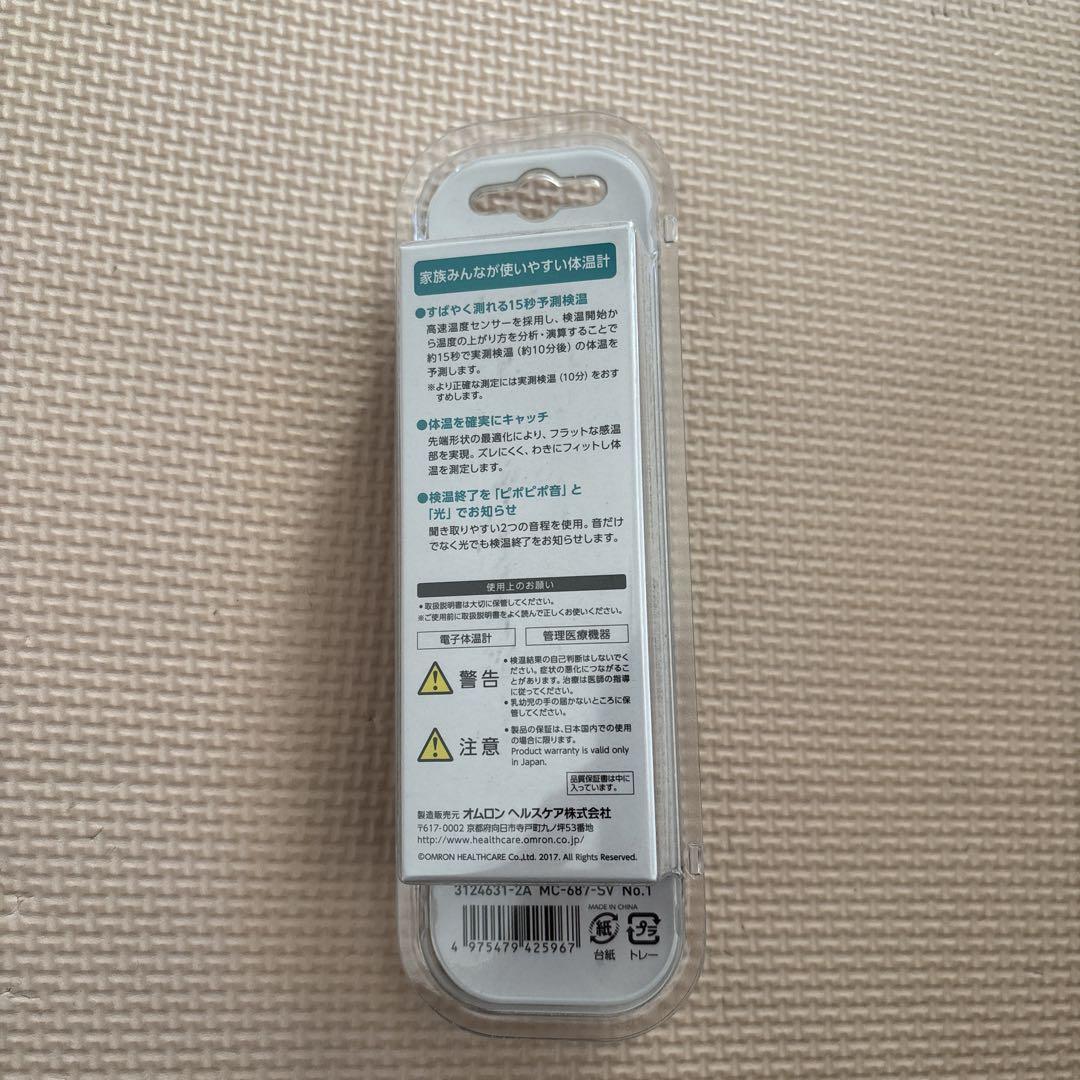 家族みんなが使いやすい体温計
●すばやく測れる15秒予測検温
高速温度センサーを採用し、検温開始か
ら温度の上がり方を分析・演算することで
約15秒で実測検温（約10分後）の体温を
予測します。
※より正確な測定には実測検温（10分）をおす
すめします。
●体温を確実にキャッチ
先端形状の最適化により、フラットな感温
部を実現。ズレにくく、わきにフィットし体
温を測定します。
●検温終了を「ピポピポ音」と
「光」でお知らせ
聞き取りやすい2つの音程を使用。音だけ
でなく光でも検温終了をお知らせします。
使用上のお願い
•取扱説明書は大切に保管してください。
※ご使用前に取扱説明書をよく読んで正しくお使いください。
電子体温計
管理医療機器
警告
•検温結果の自己判断はしないでく
ださい。症状の悪化につながるこ
とがあります。治療は医師の指導
に従ってください。
•乳幼児の手の届かないところに保
管してください。
注意
•製品の保証は、日本国内での使用
の場合に限ります。
Product warranty is valid only
in Japan.
品質保証書は中に
入っています。
製造販売元 オムロン ヘルスケア株式会社
〒617-0002 京都府向日市寺戸町九ノ坪53番地
http://www.healthcare.omron.co.jp/
©OMRON HEALTHCARE Co.,Ltd. 2017. All Rights Reserved.
3124631-2A MC-687-SV No.1
MADE IN CHINA
4 975479 425967
紙
プラ
台紙
トレー